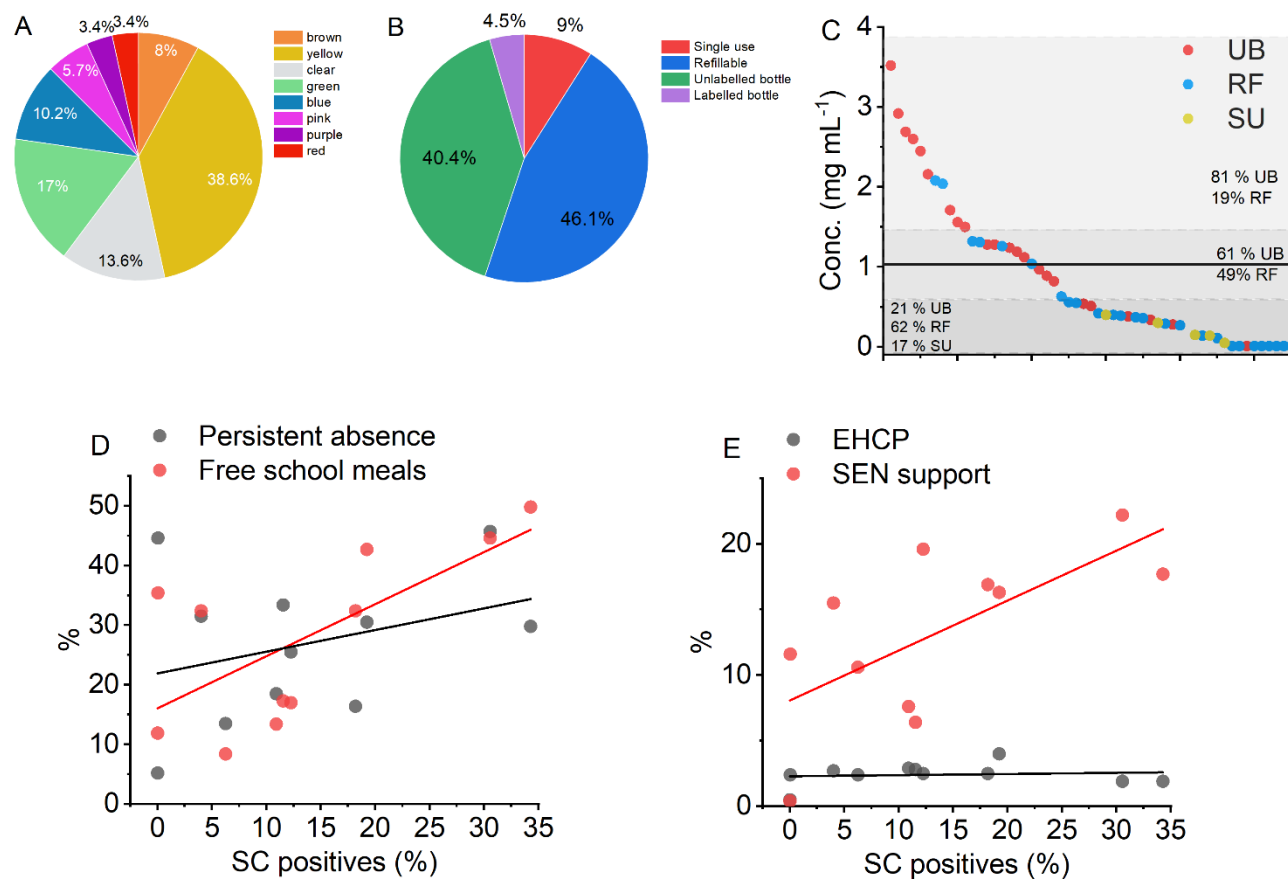 A
3.4%
3.4%
8%
5.7%
10.2%
38.6%
17%
13.6%
brown
yellow
clear
green
blue
pink
purple
red
B
4.5%
9%
40.4%
46.1%
Single use
Refillable
Unlabelled bottle
Labelled bottle
C
Conc. (mg mL⁻¹)
4
3
2
1
0
UB
RF
SU
81 % UB
19% RF
61 % UB
49% RF
21 % UB
62 % RF
17 % SU
D
Persistent absence
Free school meals
%
50
40
30
20
10
0
0 5 10 15 20 25 30 35
SC positives (%)
E
EHCP
SEN support
%
20
10
0
0 5 10 15 20 25 30 35
SC positives (%)